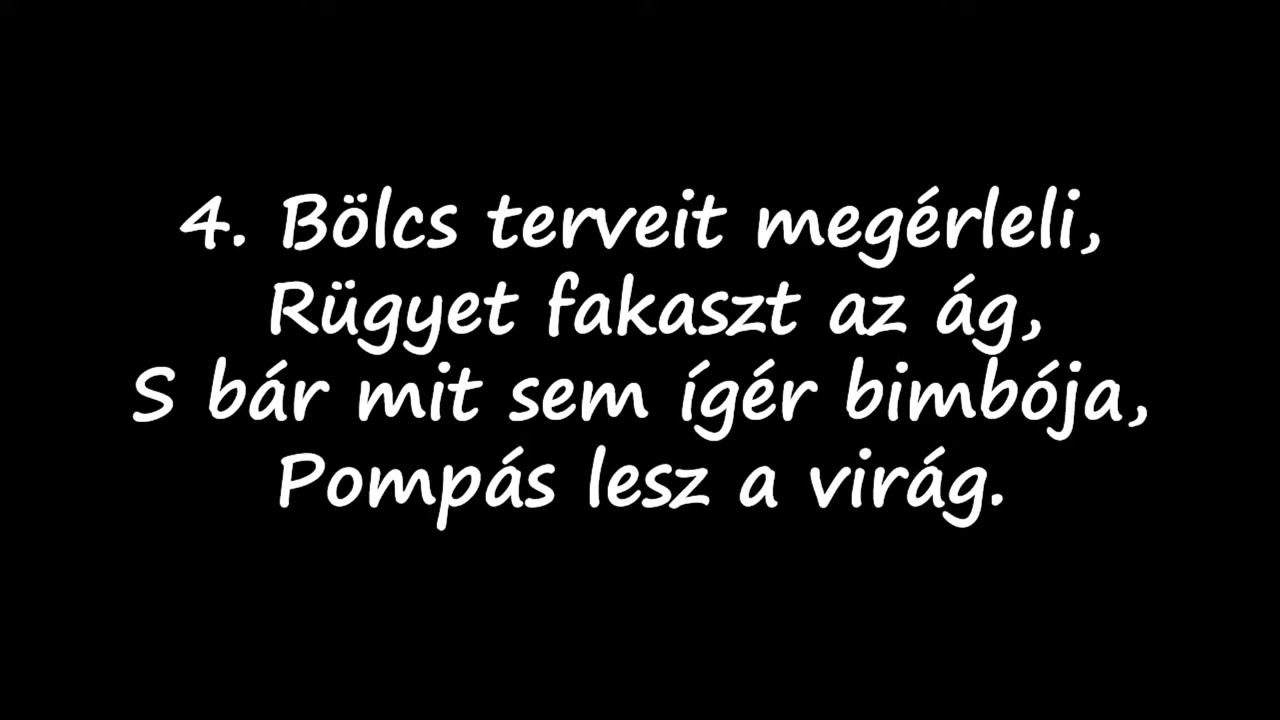 4. Bölcs terveit megérleli,
Rügyet fakaszt az ág,
S bár mit sem ígér bimbója,
Pompás lesz a virág.